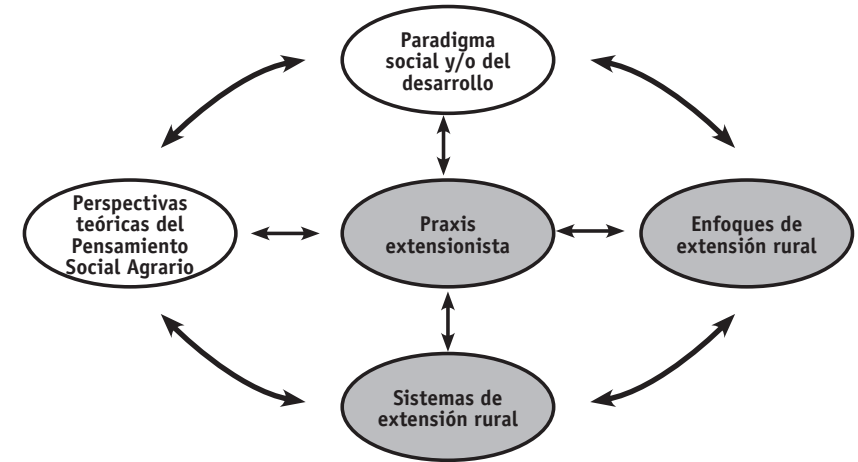 Paradigma
social y/o del
desarrollo
Perspectivas
teóricas del
Pensamiento
Social Agrario
Praxis
extensionista
Enfoques de
extensión rural
Sistemas de
extensión rural